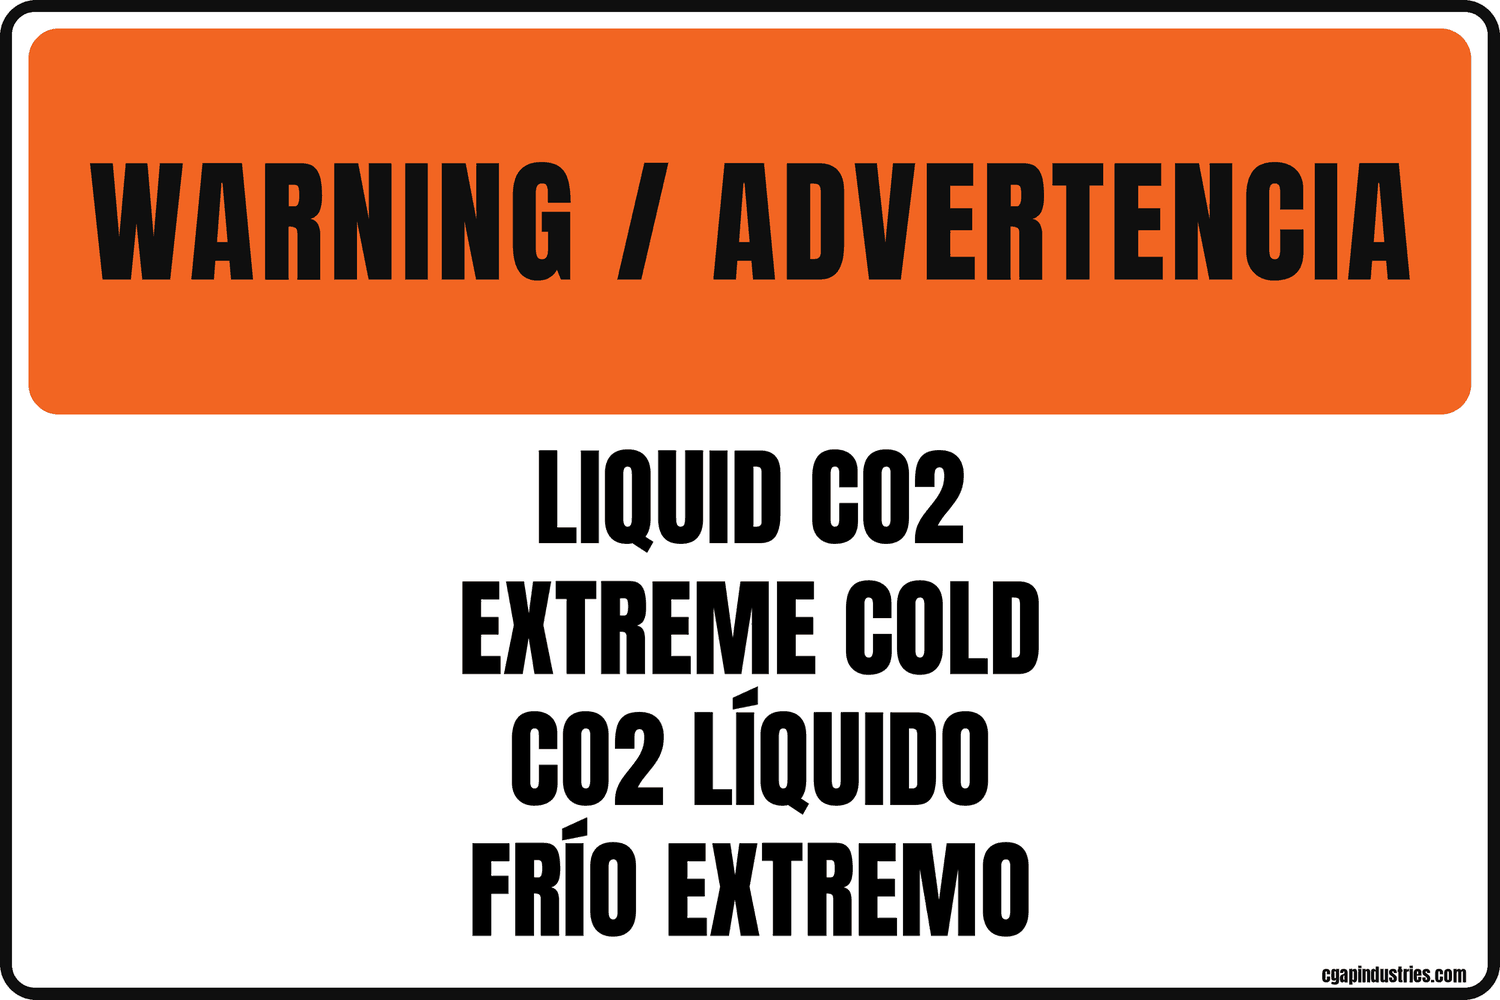 WARNING / ADVERTENCIA
LIQUID CO2
EXTREME COLD
CO2 LÍQUIDO
FRÍO EXTREMO
cgapindustries.com